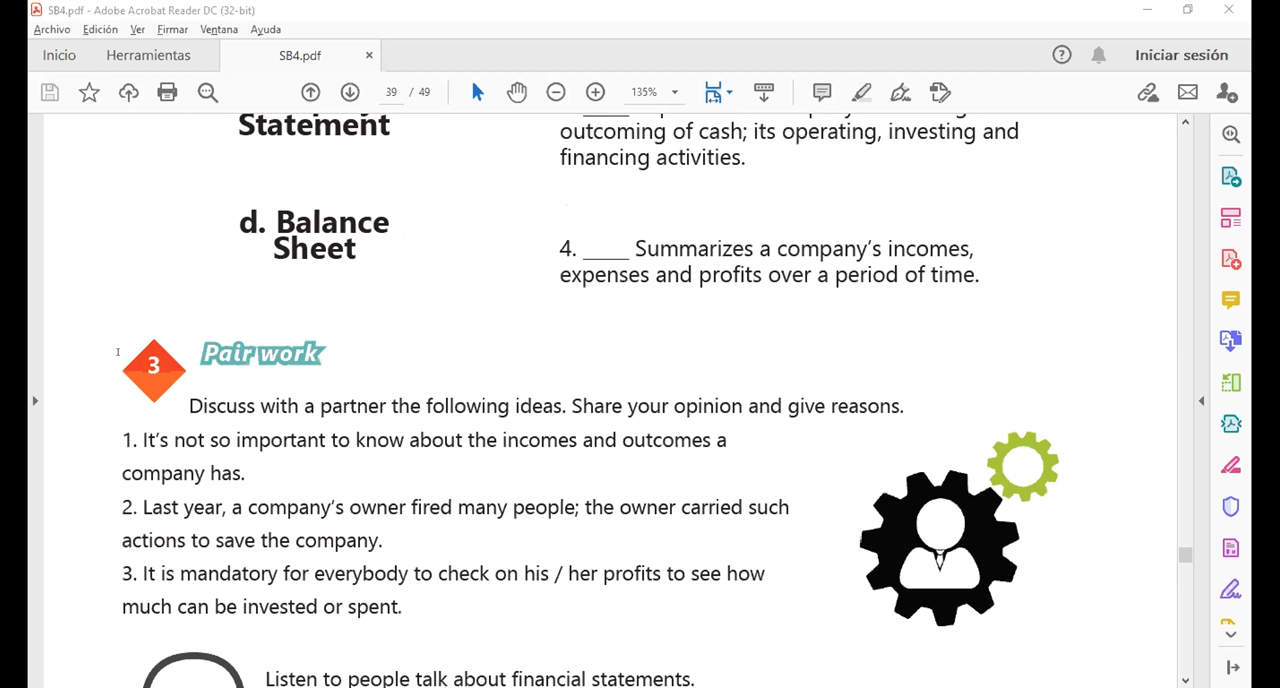 SB4.pdf - Adobe Acrobat Reader DC (32-bit)
Archivo Edición Ver Firmar Ventana Ayuda
Inicio Herramientas SB4.pdf × Iniciar sesión
39 / 49 135%
Statement
outcoming of cash; its operating, investing and
financing activities.
d. Balance
Sheet
4. ____ Summarizes a company's incomes,
expenses and profits over a period of time.
3 Pair work
Discuss with a partner the following ideas. Share your opinion and give reasons.
1. It's not so important to know about the incomes and outcomes a
company has.
2. Last year, a company's owner fired many people; the owner carried such
actions to save the company.
3. It is mandatory for everybody to check on his / her profits to see how
much can be invested or spent.
Listen to people talk about financial statements.